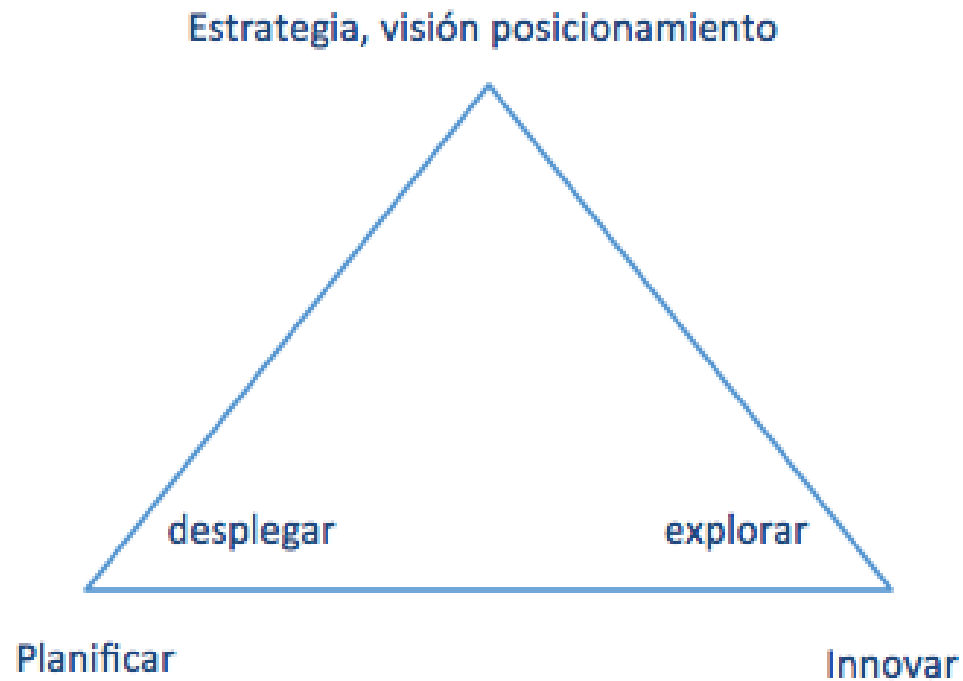 Estrategia, visión posicionamiento
desplegar
explorar
Planificar
Innovar